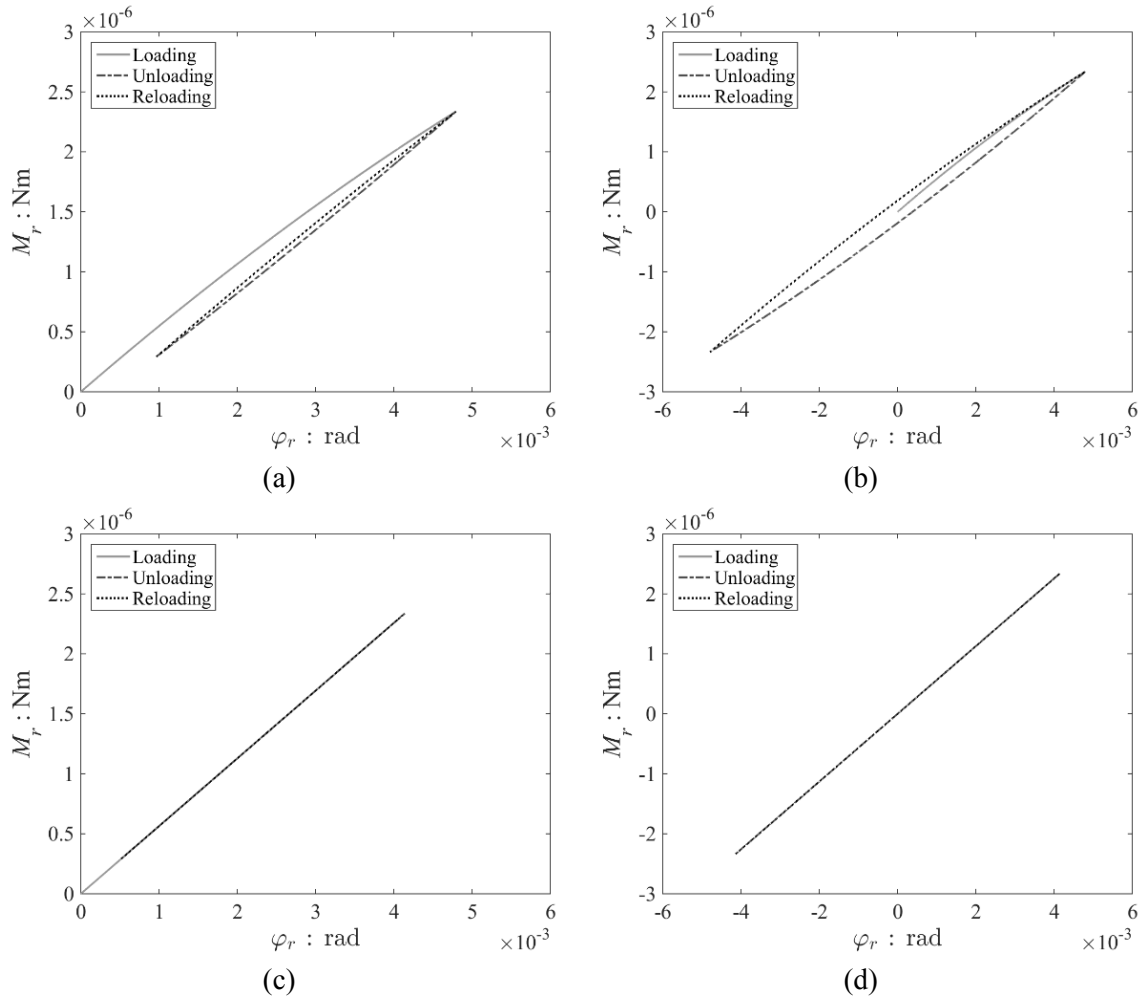 ×10⁻⁶
3
Loading
Unloading
Reloading
2.5
2
1.5
1
0.5
0
M_r : Nm
0 1 2 3 4 5 6
φ_r : rad ×10⁻³
(a)
×10⁻⁶
3
Loading
Unloading
Reloading
2
1
0
-1
-2
-3
M_r : Nm
-6 -4 -2 0 2 4 6
φ_r : rad ×10⁻³
(b)
×10⁻⁶
3
Loading
Unloading
Reloading
2.5
2
1.5
1
0.5
0
M_r : Nm
0 1 2 3 4 5 6
φ_r : rad ×10⁻³
(c)
×10⁻⁶
3
Loading
Unloading
Reloading
2
1
0
-1
-2
-3
M_r : Nm
-6 -4 -2 0 2 4 6
φ_r : rad ×10⁻³
(d)